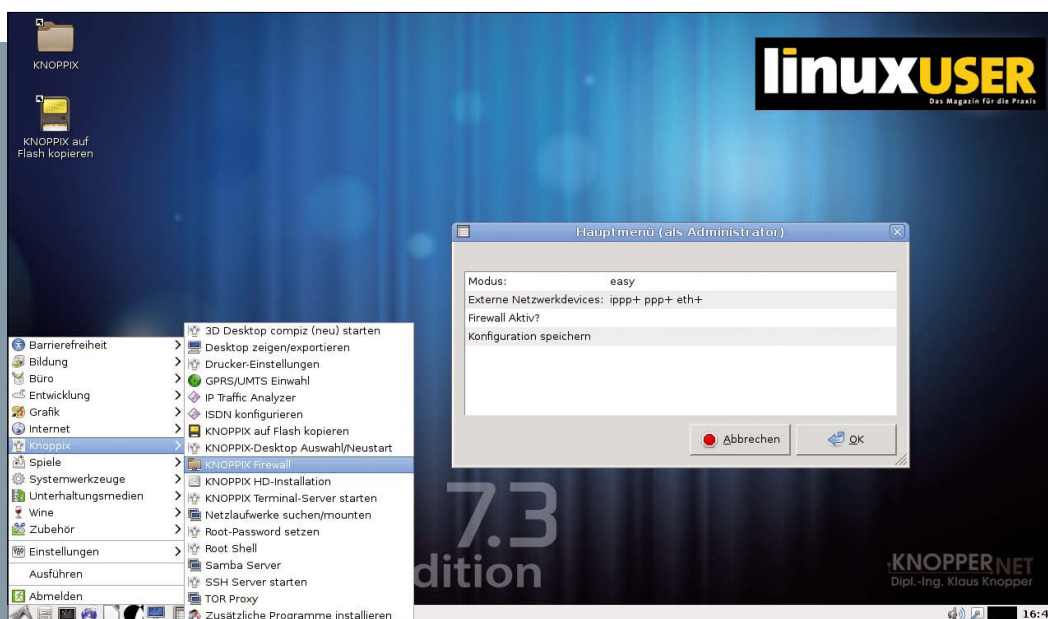 KNOPPIX
KNOPPIX auf
Flash kopieren
linuxUSER
Das Magazin für die Praxis
Hauptmenü (als Administrator)
Modus: easy
Externe Netzwerkdevices: ippp+ ppp+ eth+
Firewall Aktiv?
Konfiguration speichern
Abbrechen
OK
Barrierefreiheit
Bildung
Büro
Entwicklung
Grafik
Internet
Knoppix
Spiele
Systemwerkzeuge
Unterhaltungsmedien
Wine
Zubehör
Einstellungen
Ausführen
Abmelden
3D Desktop compiz (neu) starten
Desktop zeigen/exportieren
Drucker-Einstellungen
GPRS/UMTS Einwahl
IP Traffic Analyzer
ISDN konfigurieren
KNOPPIX auf Flash kopieren
KNOPPIX-Desktop Auswahl/Neustart
KNOPPIX Firewall
KNOPPIX HD-Installation
KNOPPIX Terminal-Server starten
Netzlaufwerke suchen/mounten
Root-Password setzen
Root Shell
Samba Server
SSH Server starten
TOR Proxy
Zusätzliche Programme installieren
7.3
dition
KNOPPERNET
Dipl.-Ing. Klaus Knopper
16:4